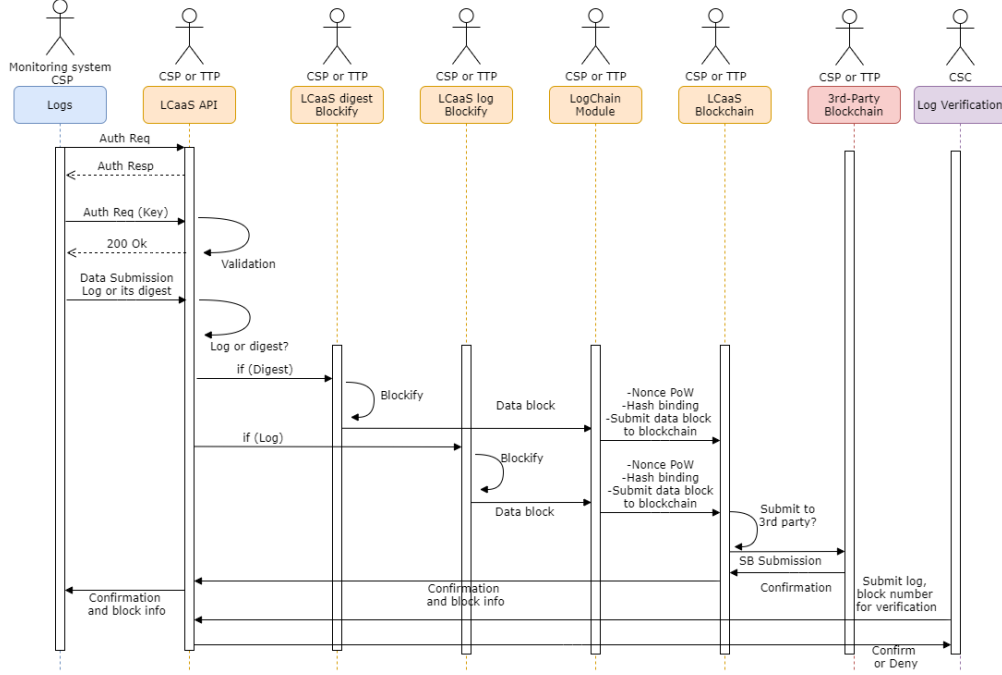 Monitoring system
CSP
CSP or TTP
CSP or TTP
CSP or TTP
CSP or TTP
CSP or TTP
CSP or TTP
CSC
Logs
LCaaS API
LCaaS digest
Blockify
LCaaS log
Blockify
LogChain
Module
LCaaS
Blockchain
3rd-Party
Blockchain
Log Verification
Auth Req
Auth Resp
Auth Req (Key)
200 Ok
Validation
Data Submission
Log or its digest
Log or digest?
if (Digest)
Blockify
Data block
-Nonce PoW
-Hash binding
-Submit data block
to blockchain
if (Log)
Blockify
Data block
-Nonce PoW
-Hash binding
-Submit data block
to blockchain
Submit to
3rd party?
SB Submission
Confirmation
Confirmation
and block info
Confirmation
and block info
Submit log,
block number
for verification
Confirm
or Deny